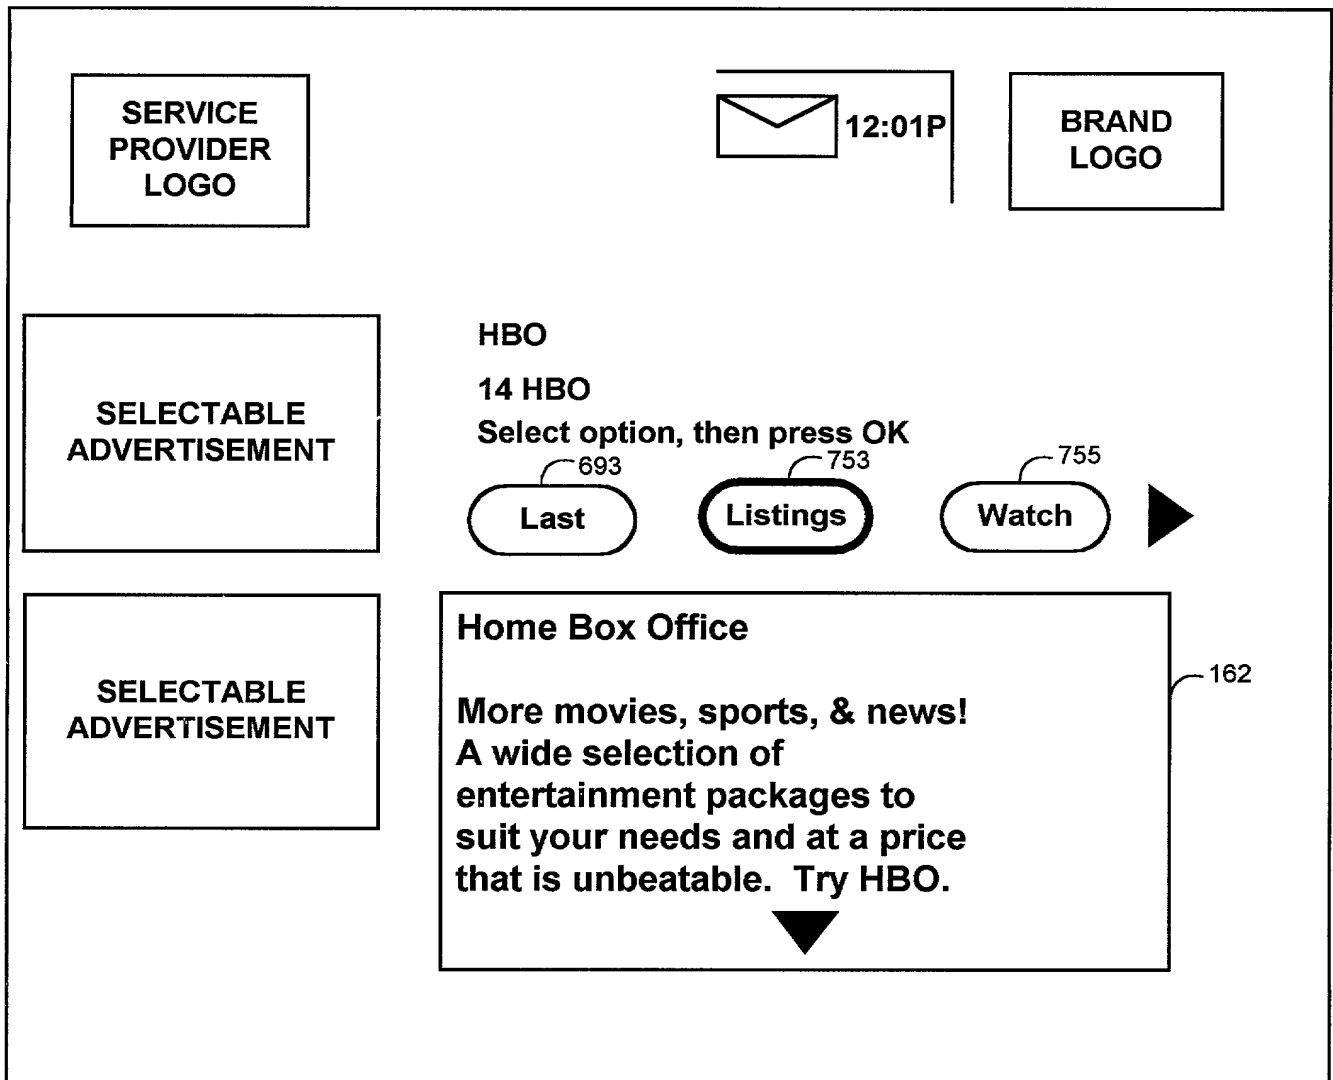 SERVICE
PROVIDER
LOGO
12:01P
BRAND
LOGO
SELECTABLE
ADVERTISEMENT
HBO
14 HBO
Select option, then press OK
693
753
755
Last
Listings
Watch
SELECTABLE
ADVERTISEMENT
Home Box Office
More movies, sports, & news!
A wide selection of
entertainment packages to
suit your needs and at a price
that is unbeatable. Try HBO.
162